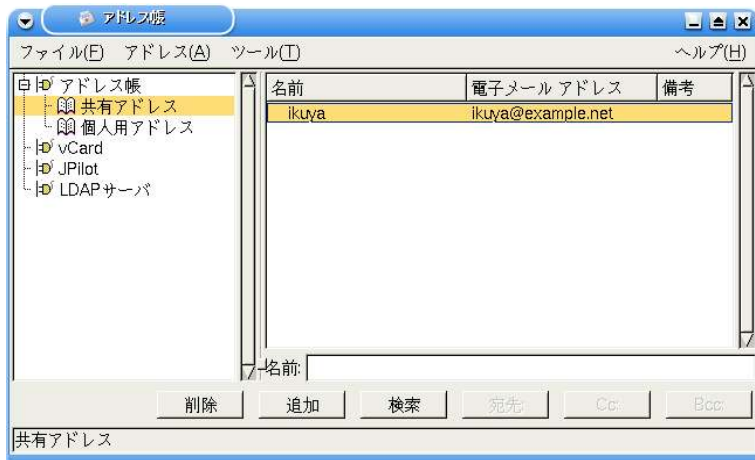 アドレス帳
ファイル(F) アドレス(A) ツール(T) ヘルプ(H)
アドレス帳
共有アドレス
個人用アドレス
vCard
JPilot
LDAPサーバ
名前 電子メール アドレス 備考
ikuya ikuya@example.net
名前:
削除 追加 検索 宛先: Cc: Bcc:
共有アドレス